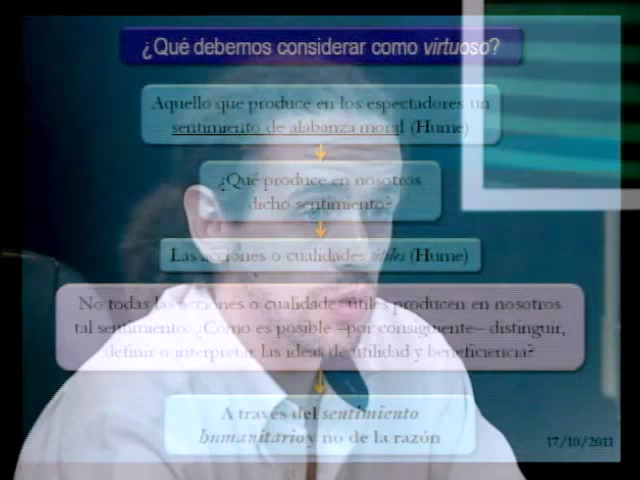 ¿Qué debemos considerar como virtuoso?
Aquello que produce en los espectadores un
sentimiento de alabanza moral (Hume)
¿Qué produce en nosotros
dicho sentimiento?
Las acciones o cualidades útiles (Hume)
No todas las acciones o cualidades útiles producen en nosotros
tal sentimiento. ¿Cómo es posible –por consiguiente– distinguir,
definir o interpretar las ideas de utilidad y beneficiencia?
A través del sentimiento
humanitario y no de la razón
17/10/2011